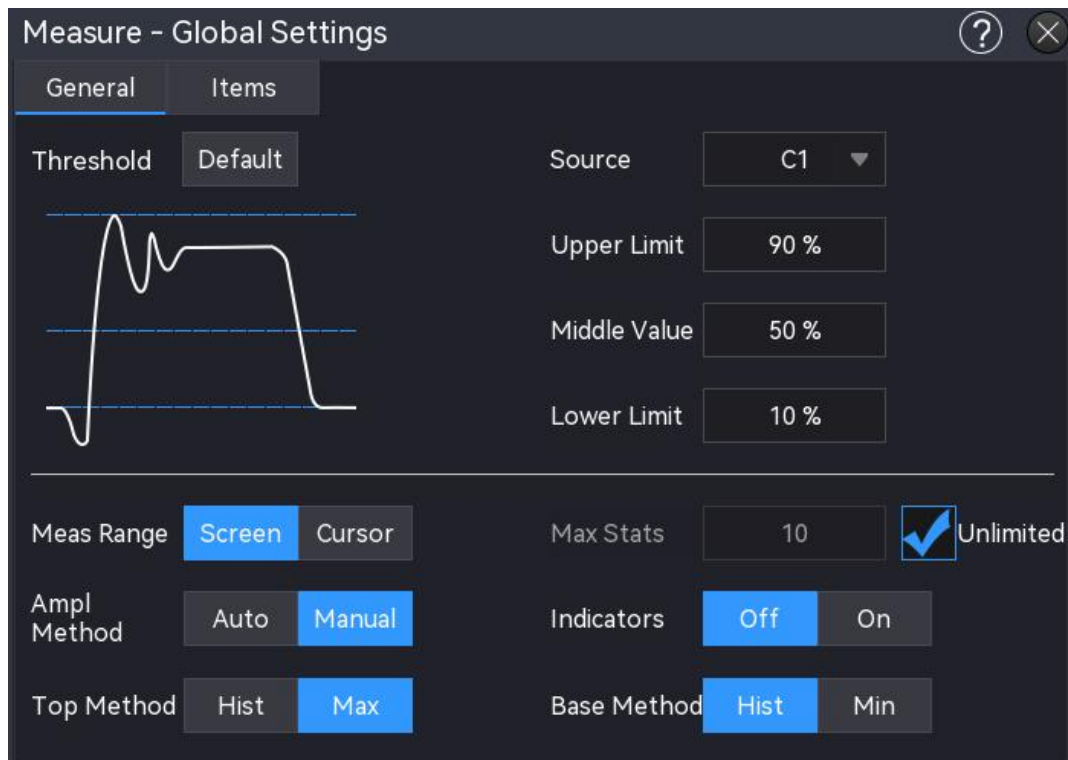 Measure - Global Settings
?
General Items
Threshold Default Source C1
Upper Limit 90 %
Middle Value 50 %
Lower Limit 10 %
Meas Range Screen Cursor Max Stats 10 Unlimited
Ampl
Method Auto Manual Indicators Off On
Top Method Hist Max Base Method Hist Min